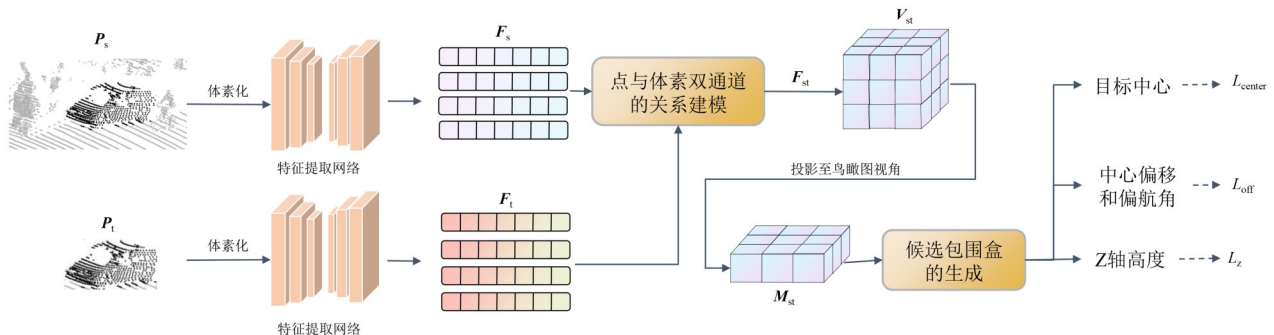 P_s
体素化
特征提取网络
F_s
点与体素双通道
的关系建模
F_st
V_st
投影至鸟瞰图视角
P_t
体素化
特征提取网络
F_t
M_st
候选包围盒
的生成
目标中心
L_center
中心偏移
和偏航角
L_off
Z轴高度
L_z